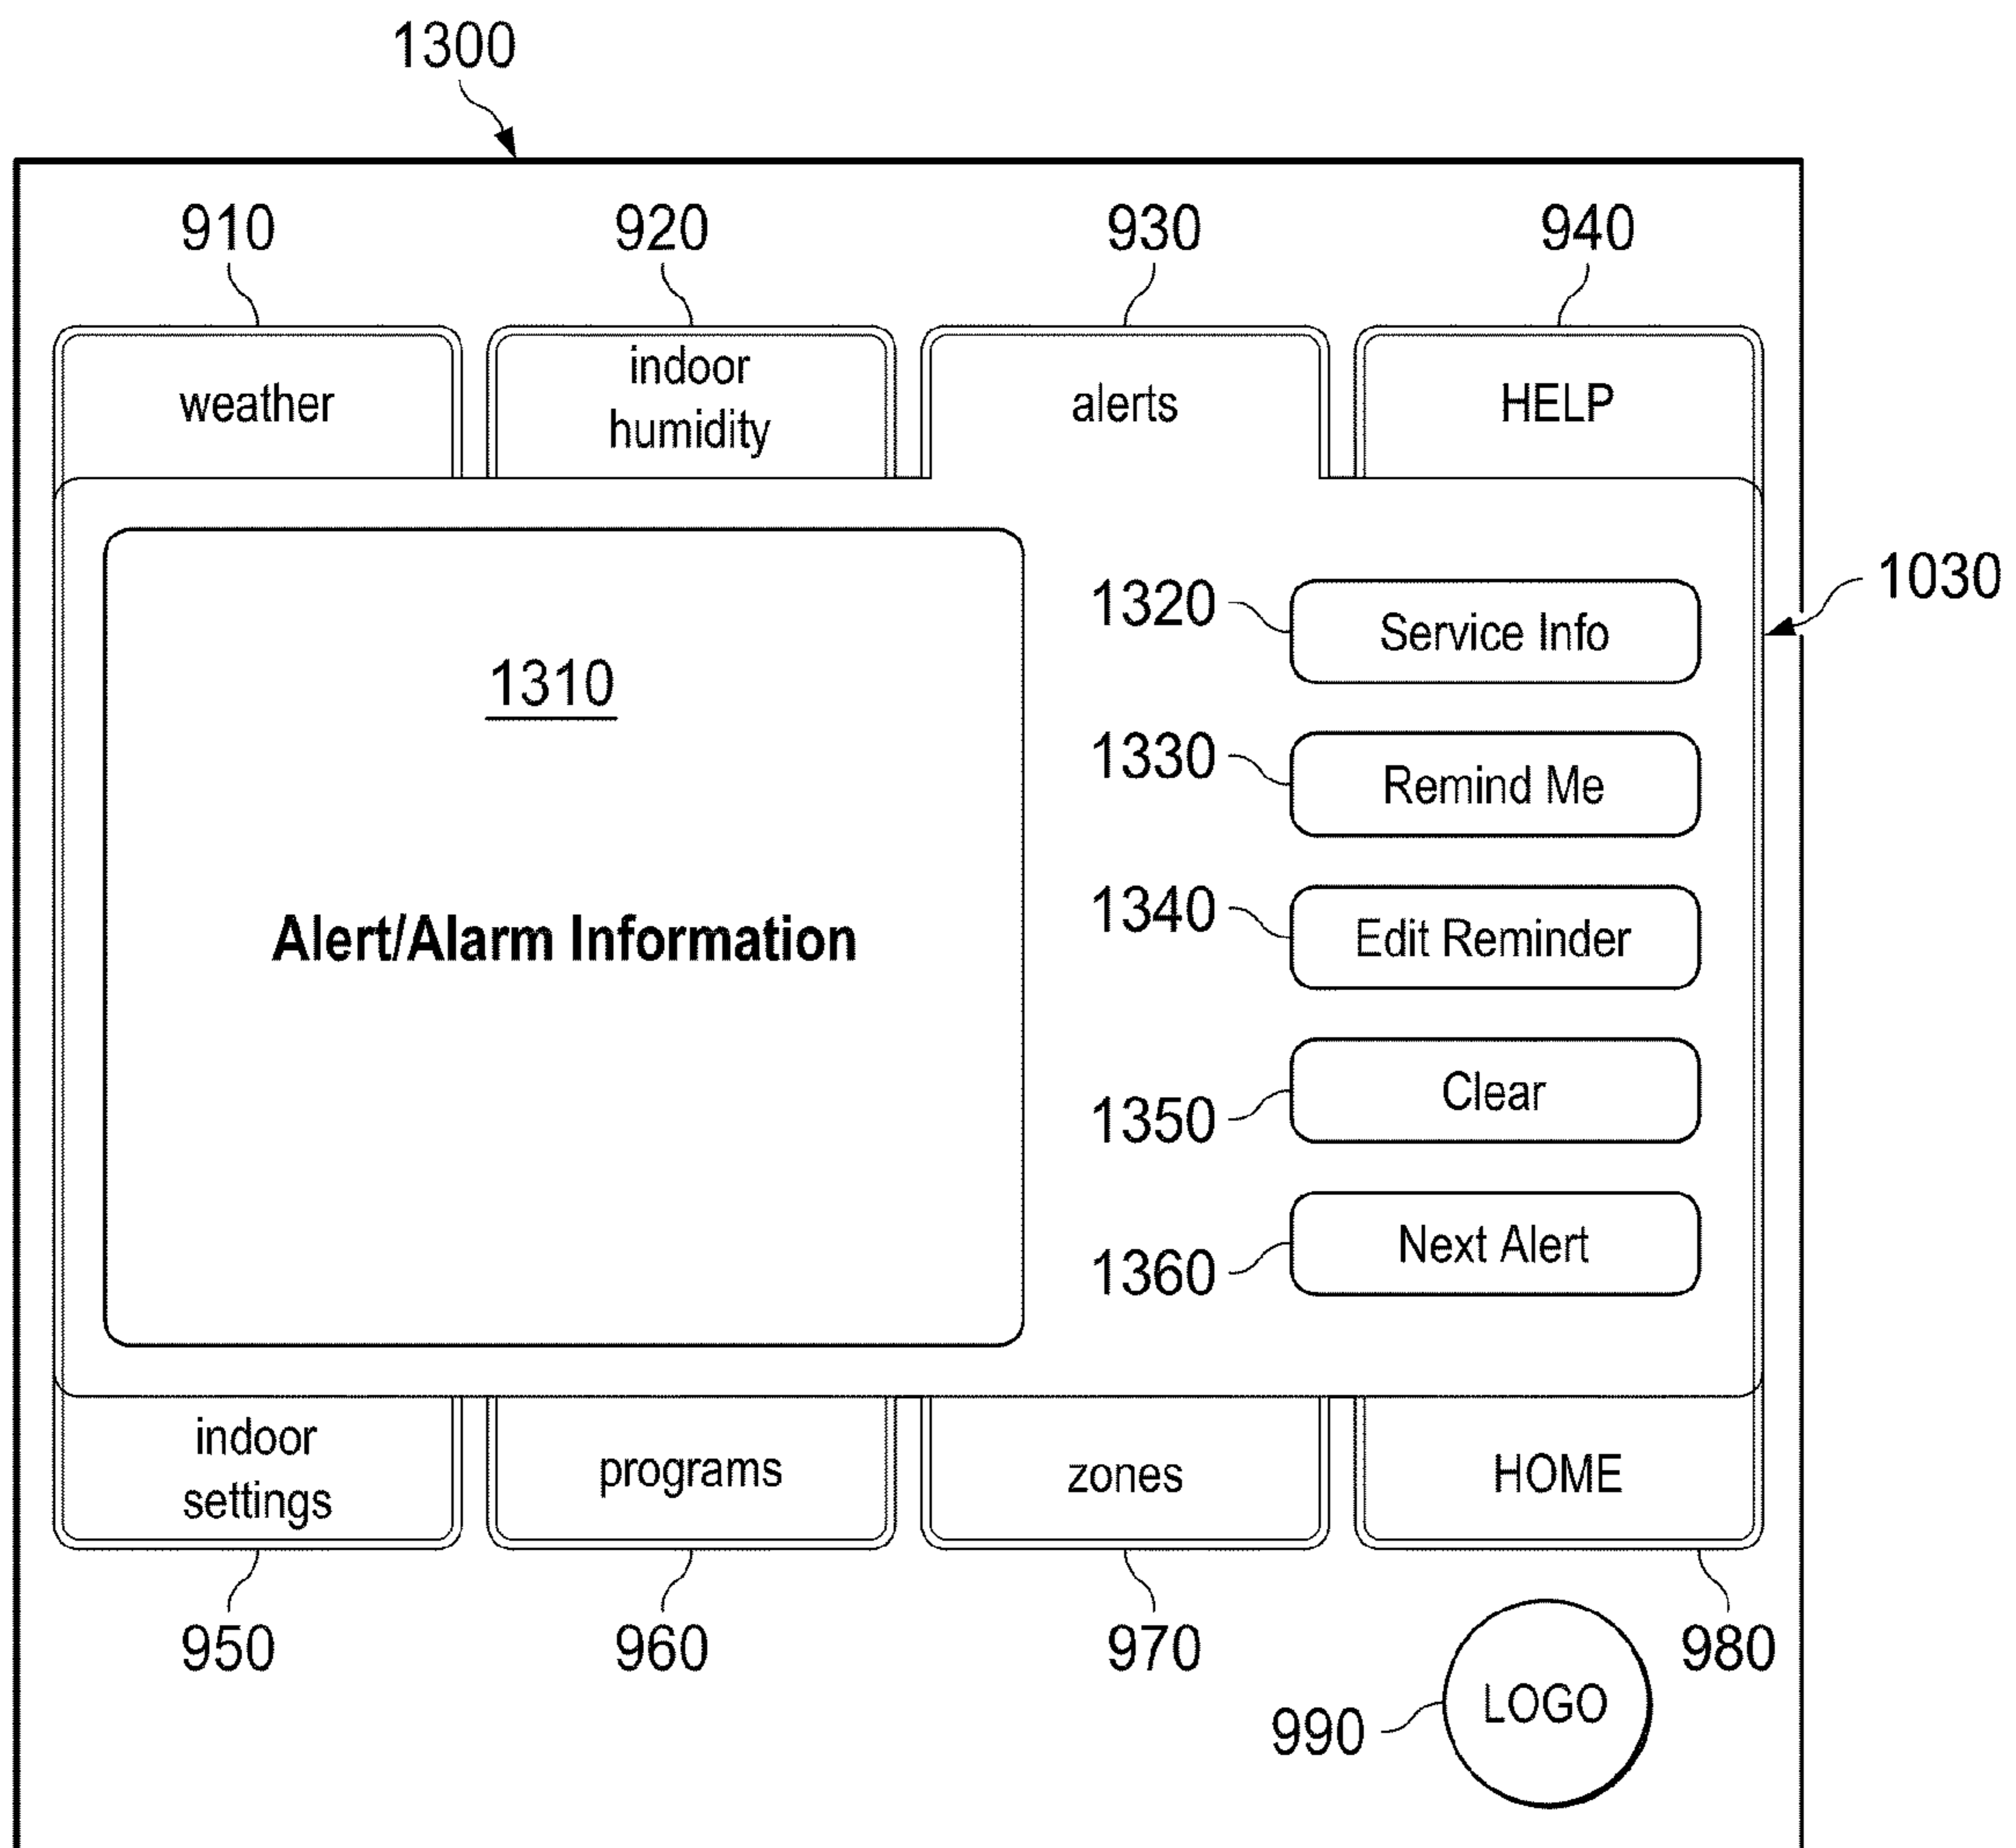 1300
910
920
930
940
weather
indoor
humidity
alerts
HELP
1310
Alert/Alarm Information
1320
Service Info
1030
1330
Remind Me
1340
Edit Reminder
1350
Clear
1360
Next Alert
indoor
settings
programs
zones
HOME
950
960
970
980
990
LOGO